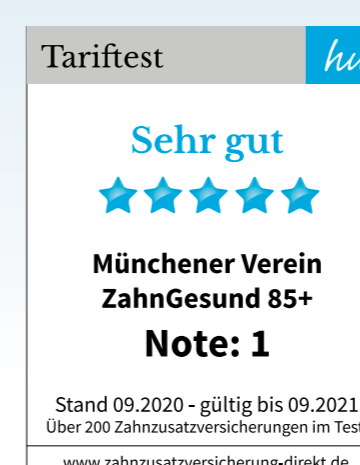 Tariftest
Sehr gut
Münchener Verein
ZahnGesund 85+
Note: 1
Stand 09.2020 - gültig bis 09.2021
Über 200 Zahnzusatzversicherungen im Test
www.zahnzusatzversicherung-direkt.de